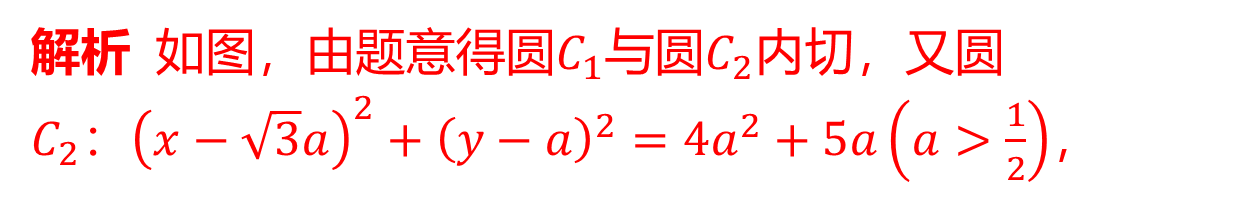 解析 如图，由题意得圆C₁与圆C₂内切，又圆
C₂：(x − √3a)² + (y − a)² = 4a² + 5a(a > 1/2)，